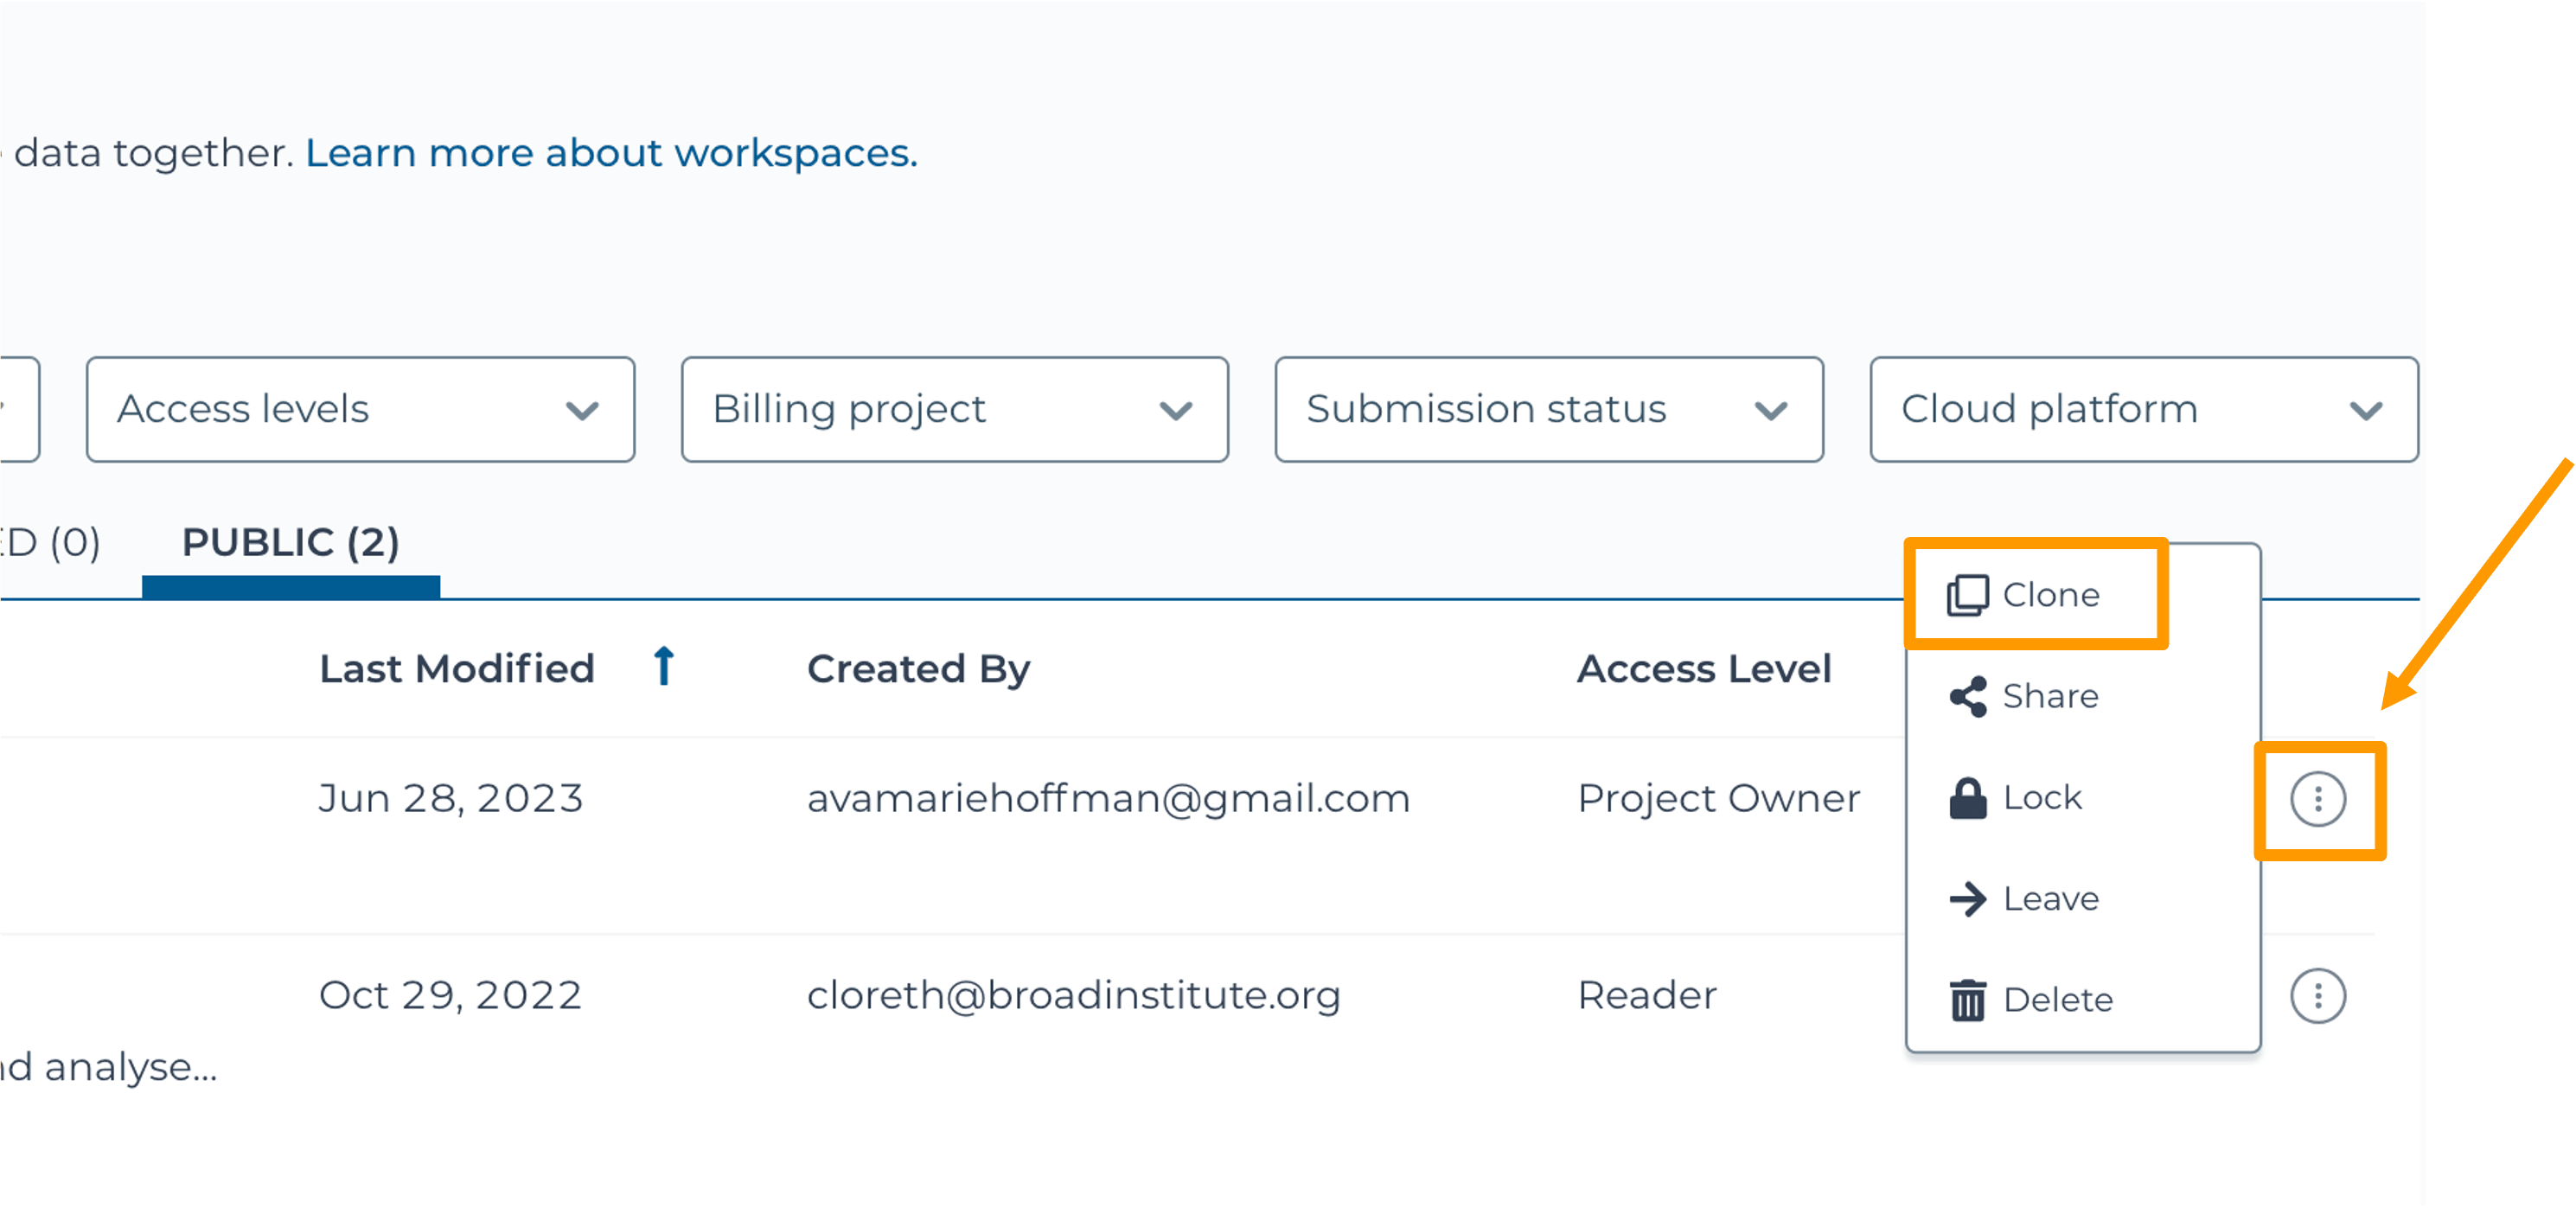 data together. Learn more about workspaces.
Access levels
Billing project
Submission status
Cloud platform
(0)
PUBLIC (2)
Last Modified
Created By
Access Level
Jun 28, 2023
avamariehoffman@gmail.com
Project Owner
Oct 29, 2022
cloreth@broadinstitute.org
Reader
analyse...
Clone
Share
Lock
Leave
Delete